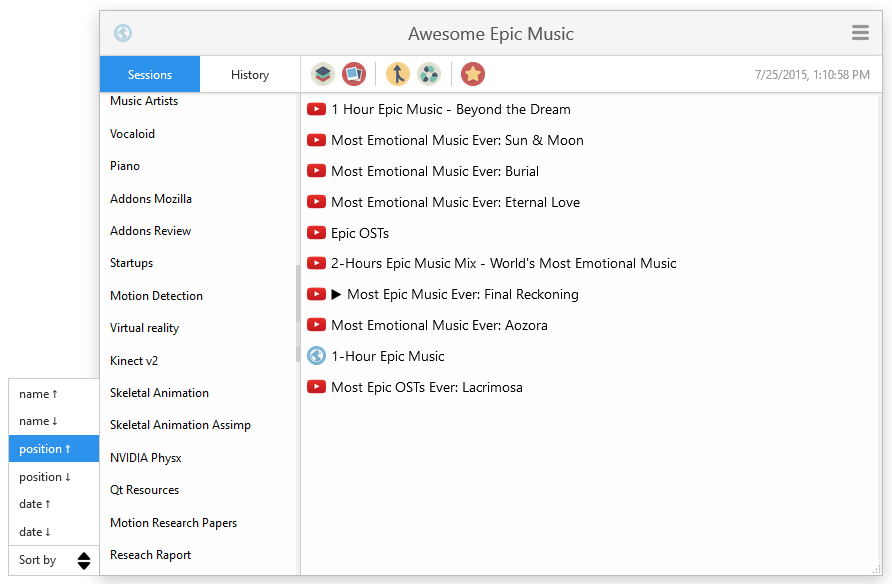 Awesome Epic Music
Sessions
History
7/25/2015, 1:10:58 PM
Music Artists
Vocaloid
Piano
Addons Mozilla
Addons Review
Startups
Motion Detection
Virtual reality
Kinect v2
Skeletal Animation
Skeletal Animation Assimp
NVIDIA Physx
Qt Resources
Motion Research Papers
Reseach Raport
1 Hour Epic Music - Beyond the Dream
Most Emotional Music Ever: Sun & Moon
Most Emotional Music Ever: Burial
Most Emotional Music Ever: Eternal Love
Epic OSTs
2-Hours Epic Music Mix - World's Most Emotional Music
▶ Most Epic Music Ever: Final Reckoning
Most Emotional Music Ever: Aozora
1-Hour Epic Music
Most Epic OSTs Ever: Lacrimosa
name ↑
name ↓
position ↑
position ↓
date ↑
date ↓
Sort by